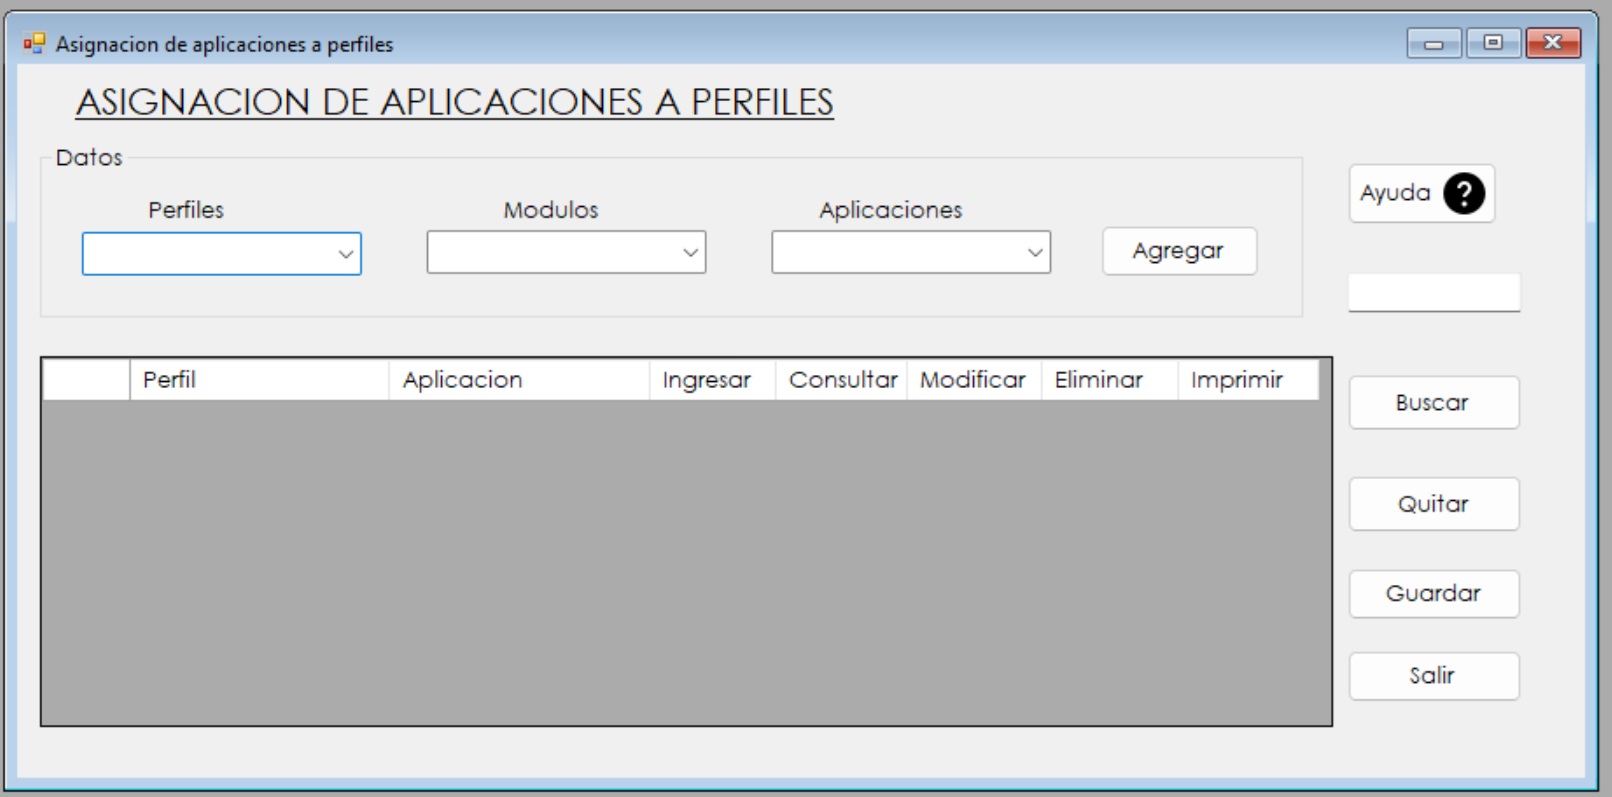 Asignacion de aplicaciones a perfiles
ASIGNACION DE APLICACIONES A PERFILES
Datos
Perfiles Modulos Aplicaciones
Agregar
Ayuda ?
Perfil Aplicacion Ingresar Consultar Modificar Eliminar Imprimir
Buscar
Quitar
Guardar
Salir